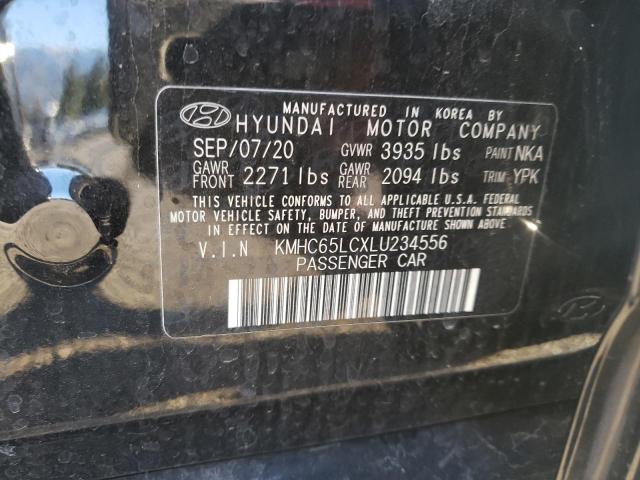 MANUFACTURED IN KOREA BY
HYUNDAI MOTOR COMPANY
SEP/07/20 GVWR 3935 lbs PAINT NKA
GAWR FRONT 2271 lbs GAWR REAR 2094 lbs TRIM YPK
THIS VEHICLE CONFORMS TO ALL APPLICABLE U.S.A. FEDERAL
MOTOR VEHICLE SAFETY, BUMPER, AND THEFT PREVENTION STANDARDS
IN EFFECT ON THE DATE OF MANUFACTURE SHOWN ABOVE.
V.I.N KMHC65LCXLU234556
PASSENGER CAR